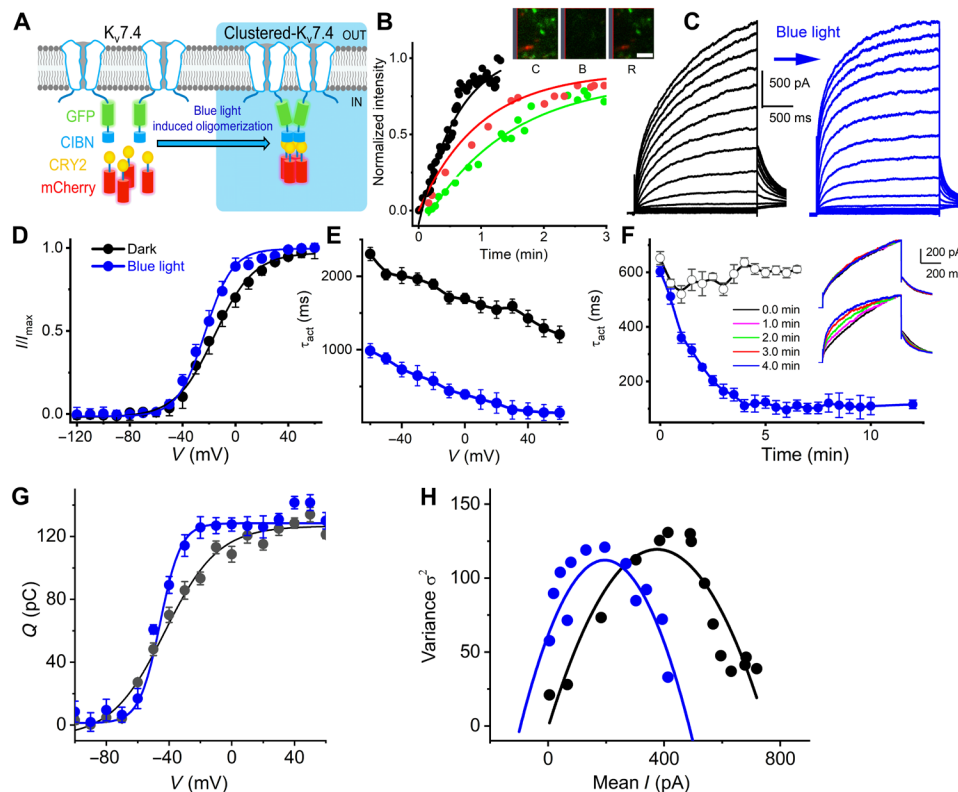 A
Kv7.4
Clustered-Kv7.4
OUT
IN
GFP
CIBN
CRY2
mCherry
Blue light
induced oligomerization
B
C B R
Normalized intensity
1.0
0.5
0.0
0 1 2 3
Time (min)
C
Blue light
500 pA
500 ms
D
Dark
Blue light
I/Imax
1.0
0.5
0.0
−120 −80 −40 0 40
V (mV)
E
τact (ms)
2000
1000
−40 0 40
V (mV)
F
τact (ms)
600
400
200
0 5 10
Time (min)
0.0 min
1.0 min
2.0 min
3.0 min
4.0 min
200 pA
200 ms
G
Q (pC)
120
80
40
0
−80 −40 0 40
V (mV)
H
Variance σ2
150
100
50
0
0 400 800
Mean I (pA)